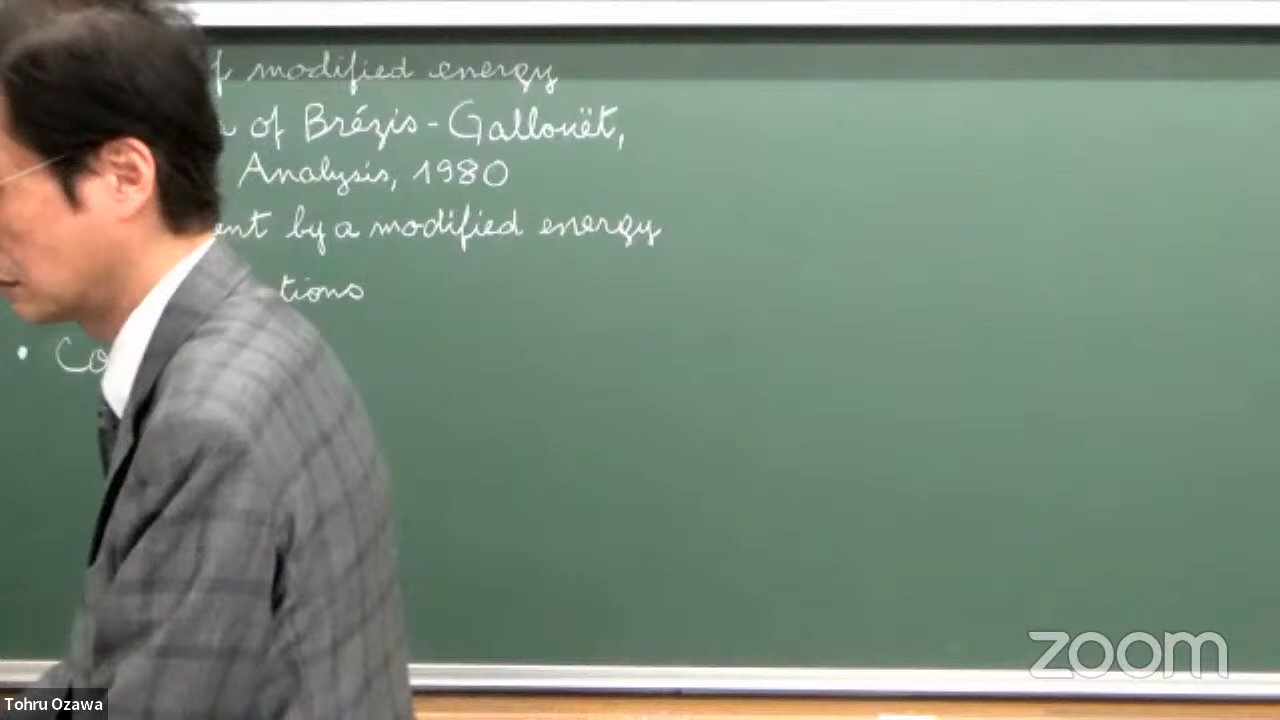 f modified energy
of Brézis-Gallouët,
Analysis, 1980
ent by a modified energy
tions
• Co
zoom
Tohru Ozawa